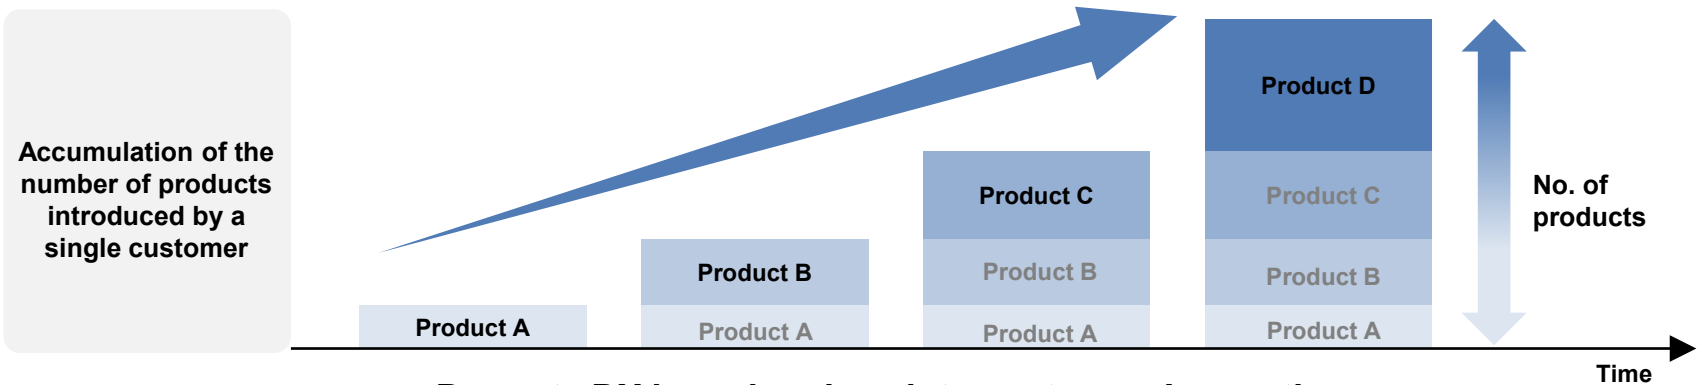 Accumulation of the
number of products
introduced by a
single customer
Product A
Product B
Product A
Product C
Product B
Product A
Product D
Product C
Product B
Product A
No. of
products
Time